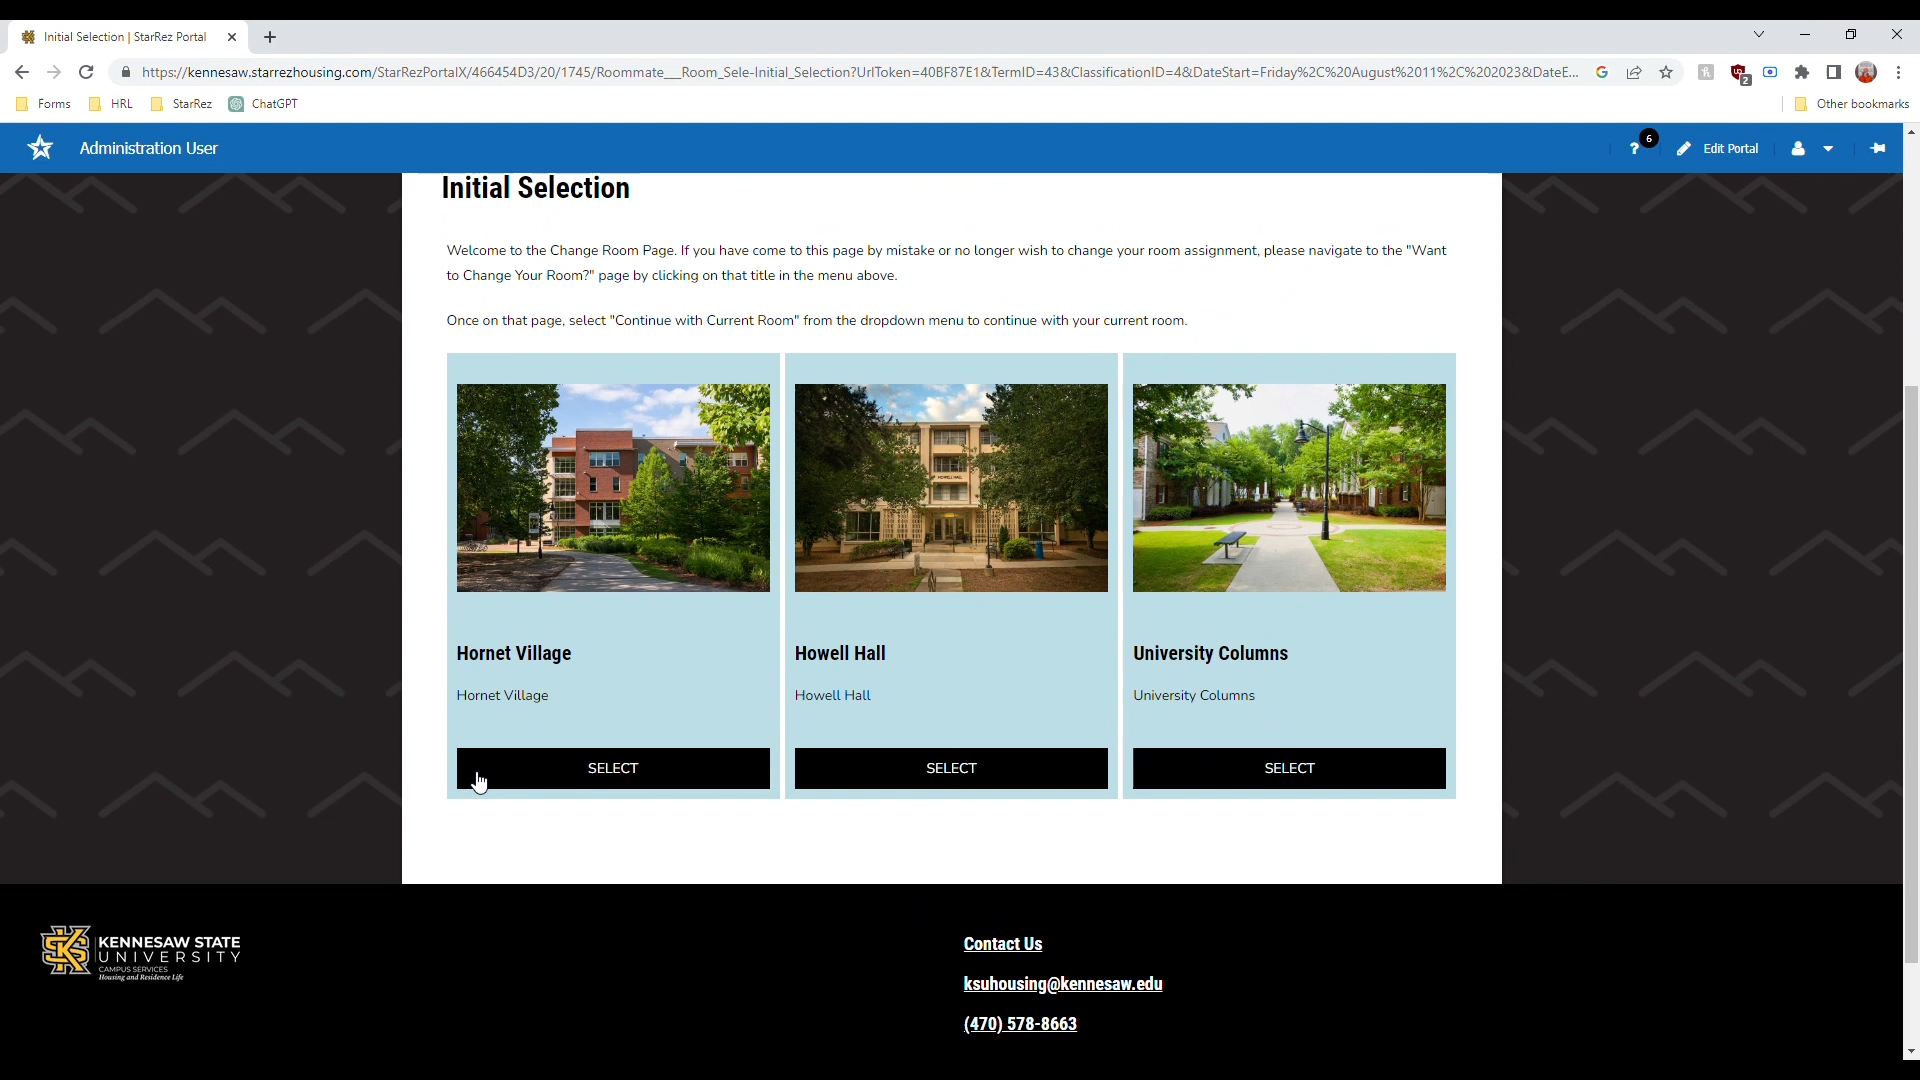 Initial Selection | StarRez Portal
https://kennesaw.starrezhousing.com/StarRezPortalX/466454D3/20/1745/Roommate__Room_Sele-Initial_Selection?UrlToken=40BF87E1&TermID=43&ClassificationID=4&DateStart=Friday%2C%20August%2011%2C%202023&DateE...
2
Forms
HRL
StarRez
ChatGPT
Other bookmarks
Administration User
?
6
Edit Portal
Initial Selection
Welcome to the Change Room Page. If you have come to this page by mistake or no longer wish to change your room assignment, please navigate to the "Want
to Change Your Room?" page by clicking on that title in the menu above.
Once on that page, select "Continue with Current Room" from the dropdown menu to continue with your current room.
HOWELL HALL
Hornet Village
Howell Hall
University Columns
Hornet Village
Howell Hall
University Columns
SELECT
SELECT
SELECT
KENNESAW STATE
UNIVERSITY
CAMPUS SERVICES
Housing and Residence Life
Contact Us
ksuhousing@kennesaw.edu
(470) 578-8663